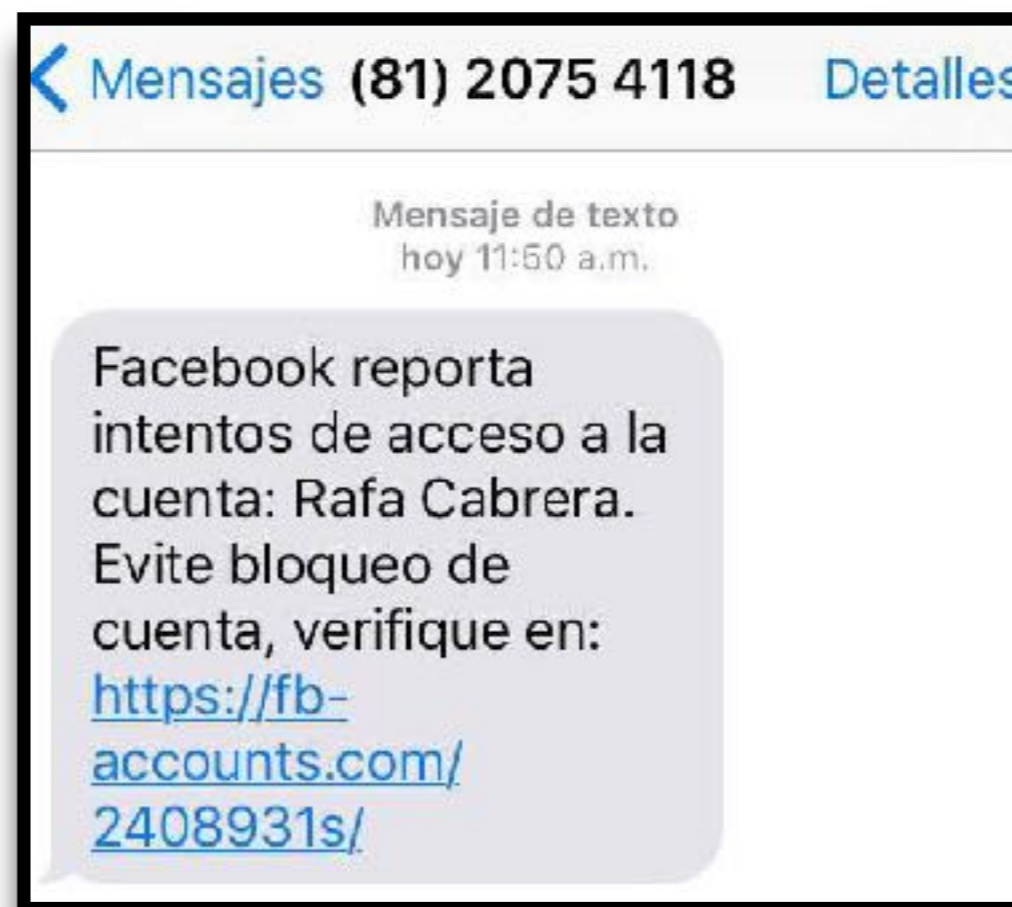 Mensajes (81) 2075 4118 Detalles
Mensaje de texto
hoy 11:50 a.m.
Facebook reporta
intentos de acceso a la
cuenta: Rafa Cabrera.
Evite bloqueo de
cuenta, verifique en:
https://fb-
accounts.com/
2408931s/